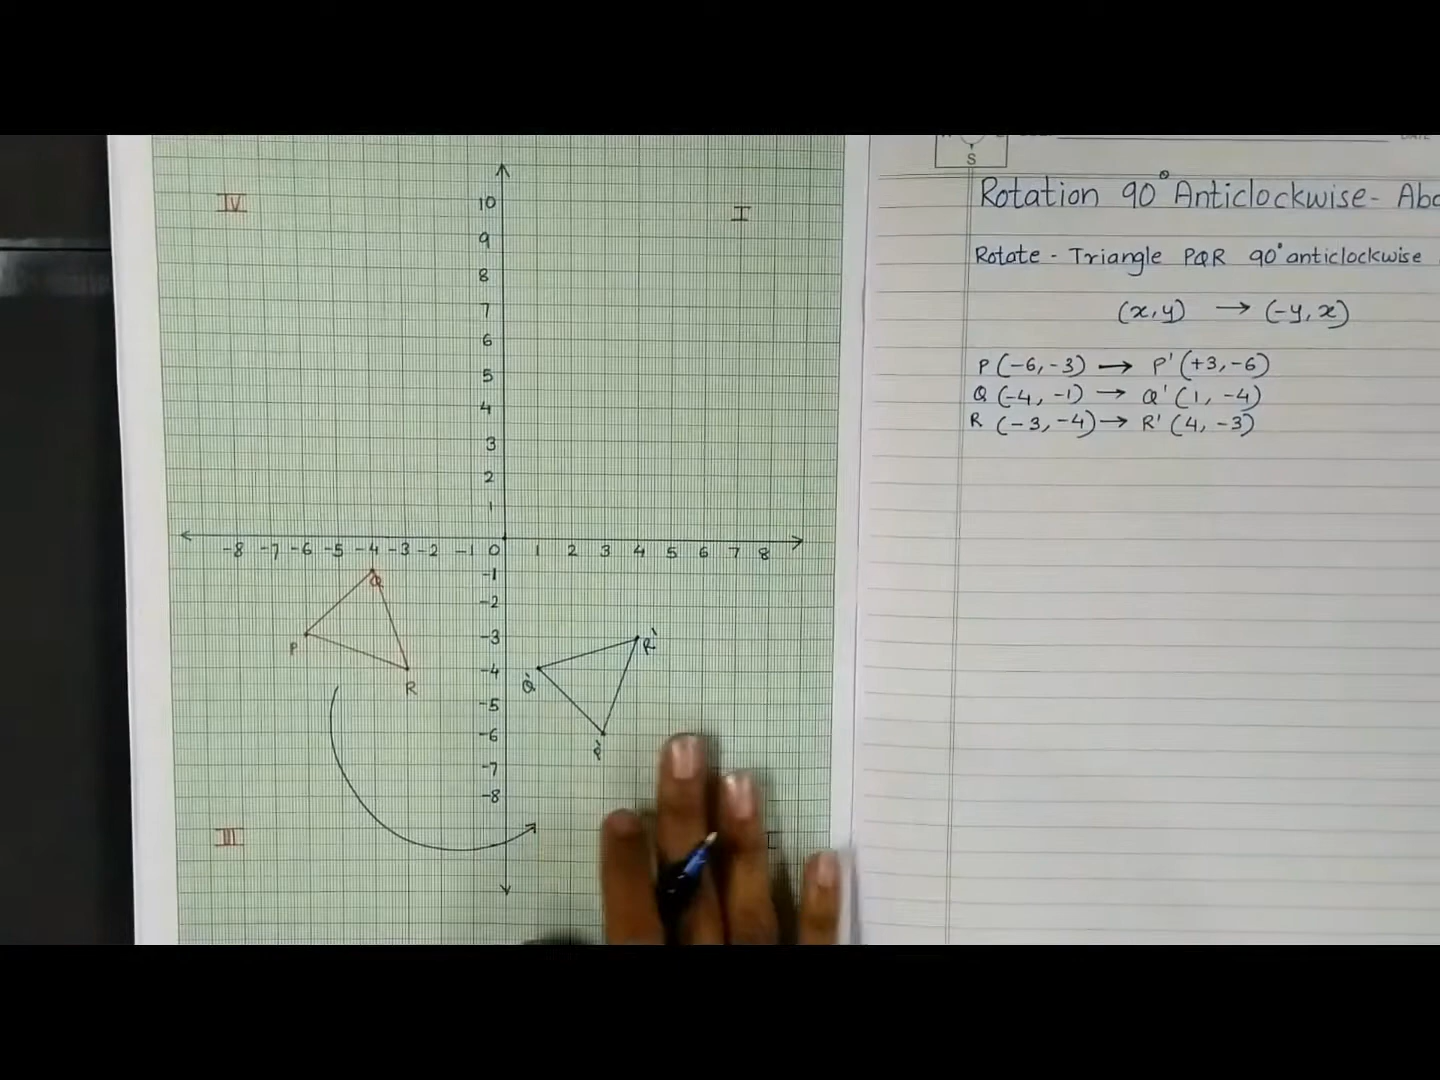 S
Rotation 90° Anticlockwise- Abo
Rotate - Triangle PQR 90° anticlockwise
(x,y) → (-y, x)
P (-6, -3) → P' (+3, -6)
Q (-4, -1) → Q' (1, -4)
R (-3, -4) → R' (4, -3)
IV
I
10
9
8
7
6
5
4
3
2
1
-8 -7 -6 -5 -4 -3 -2 -1 0 1 2 3 4 5 6 7 8
-1
-2
-3
-4
-5
-6
-7
-8
Q
P
R
R'
Q'
P'
III